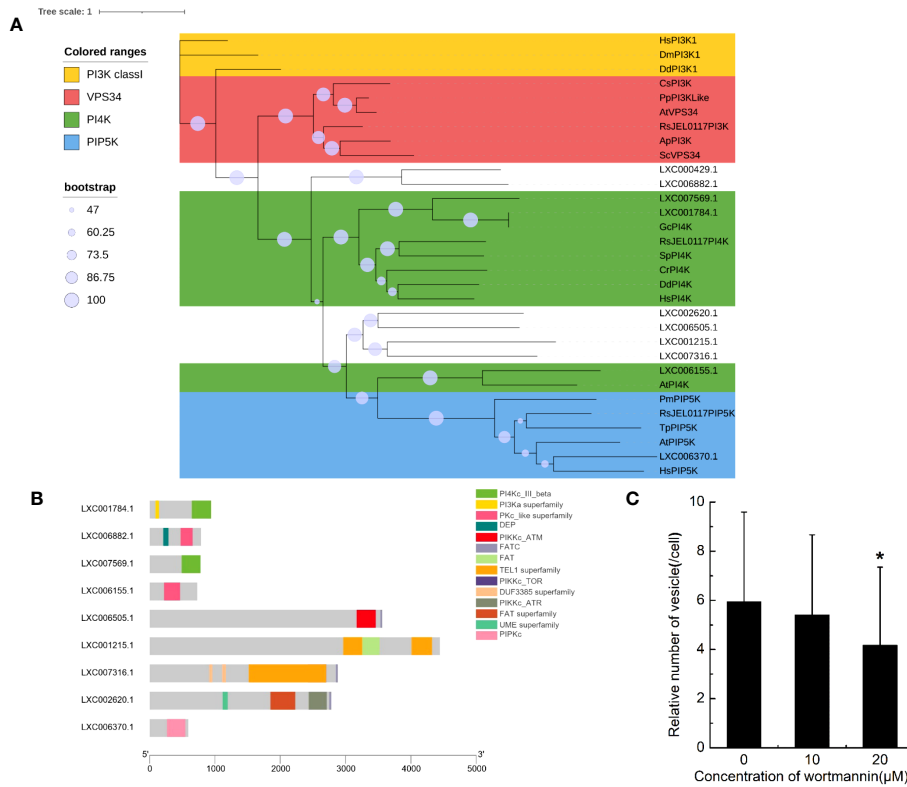 Tree scale: 1
A
Colored ranges
PI3K classI
VPS34
PI4K
PIP5K
bootstrap
47
60.25
73.5
86.75
100
HsPI3K1
DmPI3K1
DdPI3K1
CsPI3K
PpPI3KLike
AtVPS34
RsJEL0117PI3K
ApPI3K
ScVPS34
LXC000429.1
LXC006882.1
LXC007569.1
LXC001784.1
GcPI4K
RsJEL0117PI4K
SpPI4K
CrPI4K
DdPI4K
HsPI4K
LXC002620.1
LXC006505.1
LXC001215.1
LXC007316.1
LXC006155.1
AtPI4K
PmPIP5K
RsJEL0117PIP5K
TpPIP5K
AtPIP5K
LXC006370.1
HsPIP5K
B
LXC001784.1
LXC006882.1
LXC007569.1
LXC006155.1
LXC006505.1
LXC001215.1
LXC007316.1
LXC002620.1
LXC006370.1
5' 3'
0 1000 2000 3000 4000 5000
PI4Kc_III_beta
PI3Ka superfamily
PKc_like superfamily
DEP
PIKKc_ATM
FATC
FAT
TEL1 superfamily
PIKKc_TOR
DUF3385 superfamily
PIKKc_ATR
FAT superfamily
UME superfamily
PIPKc
C
Relative number of vesicle(/cell)
10
8
6
4
2
0
*
0 10 20
Concentration of wortmannin(μM)